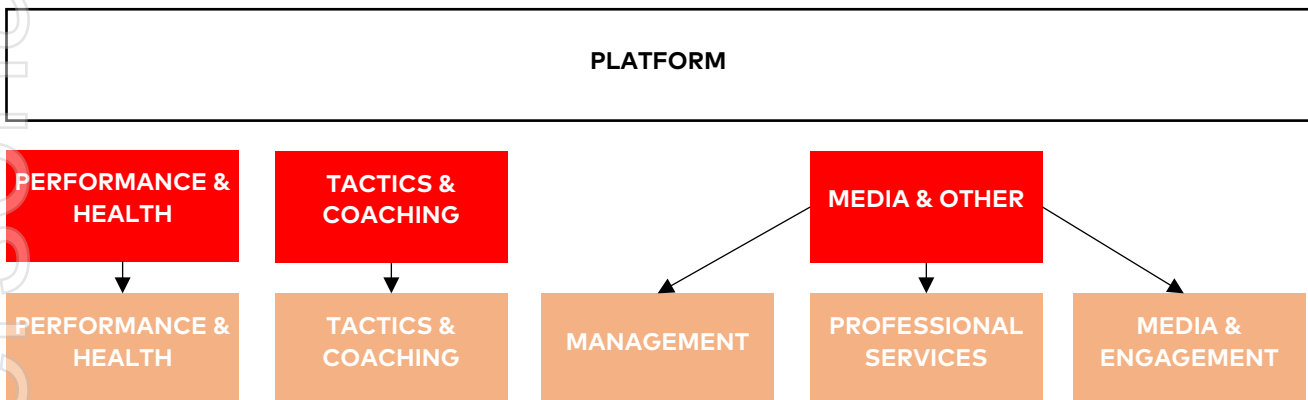 PLATFORM
PERFORMANCE &
HEALTH
TACTICS &
COACHING
MEDIA & OTHER
PERFORMANCE &
HEALTH
TACTICS &
COACHING
MANAGEMENT
PROFESSIONAL
SERVICES
MEDIA &
ENGAGEMENT